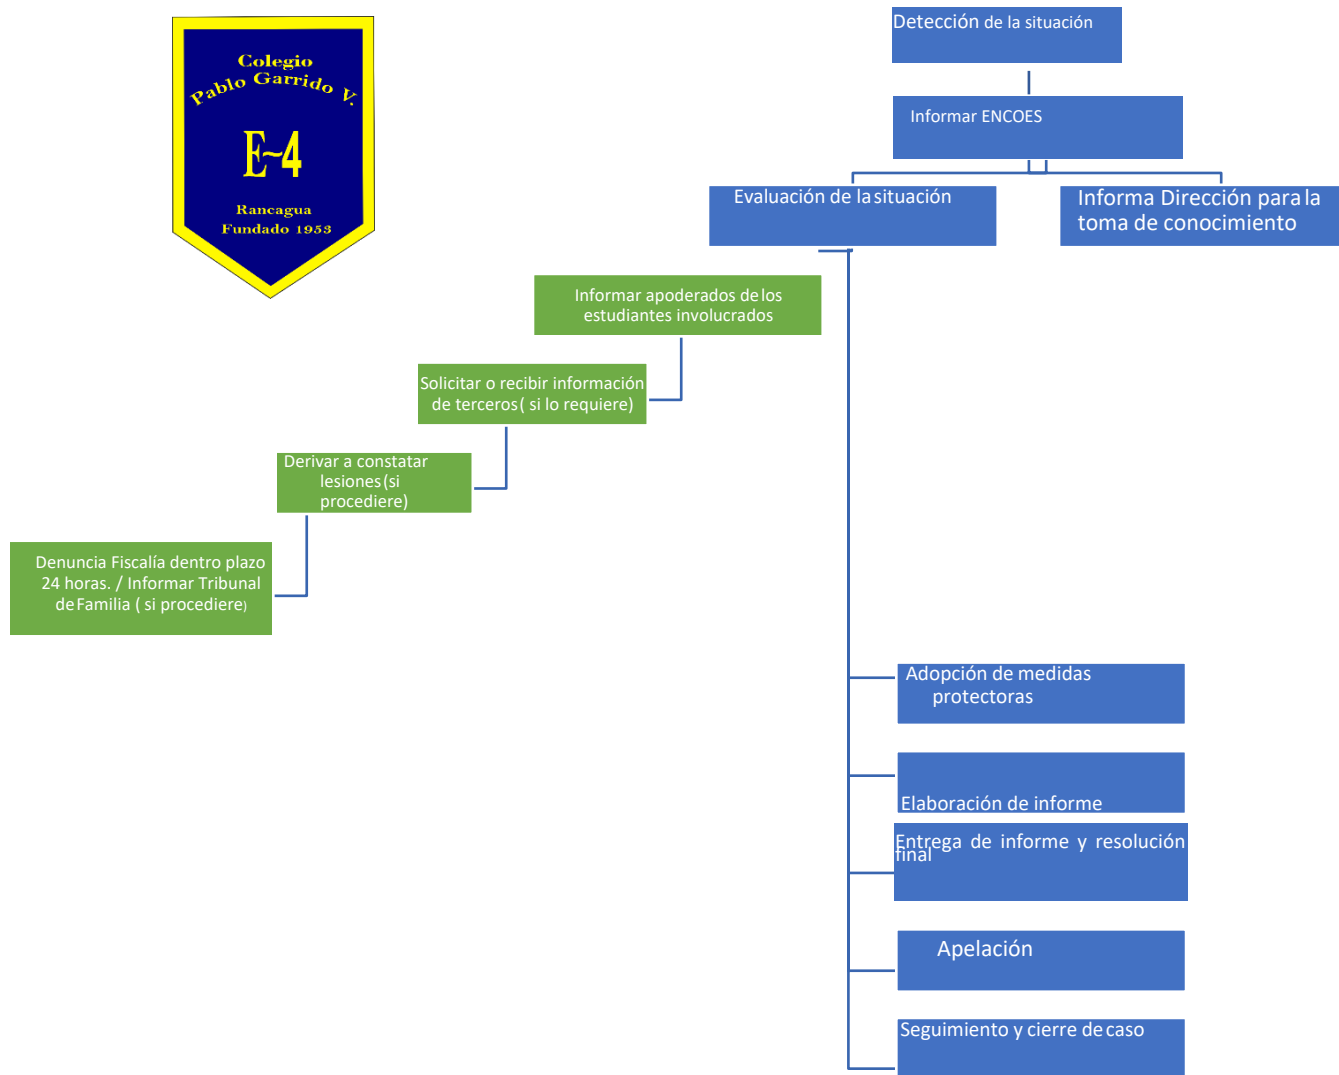 Colegio
Pablo Garrido V.
E~4
Rancagua
Fundado 1953
Detección de la situación
Informar ENCOES
Evaluación de la situación
Informa Dirección para la
toma de conocimiento
Informar apoderados de los
estudiantes involucrados
Solicitar o recibir información
de terceros( si lo requiere)
Derivar a constatar
lesiones(si
procediere)
Denuncia Fiscalía dentro plazo
24 horas. / Informar Tribunal
de Familia ( si procediere)
Adopción de medidas
protectoras
Elaboración de informe
Entrega de informe y resolución
final
Apelación
Seguimiento y cierre de caso